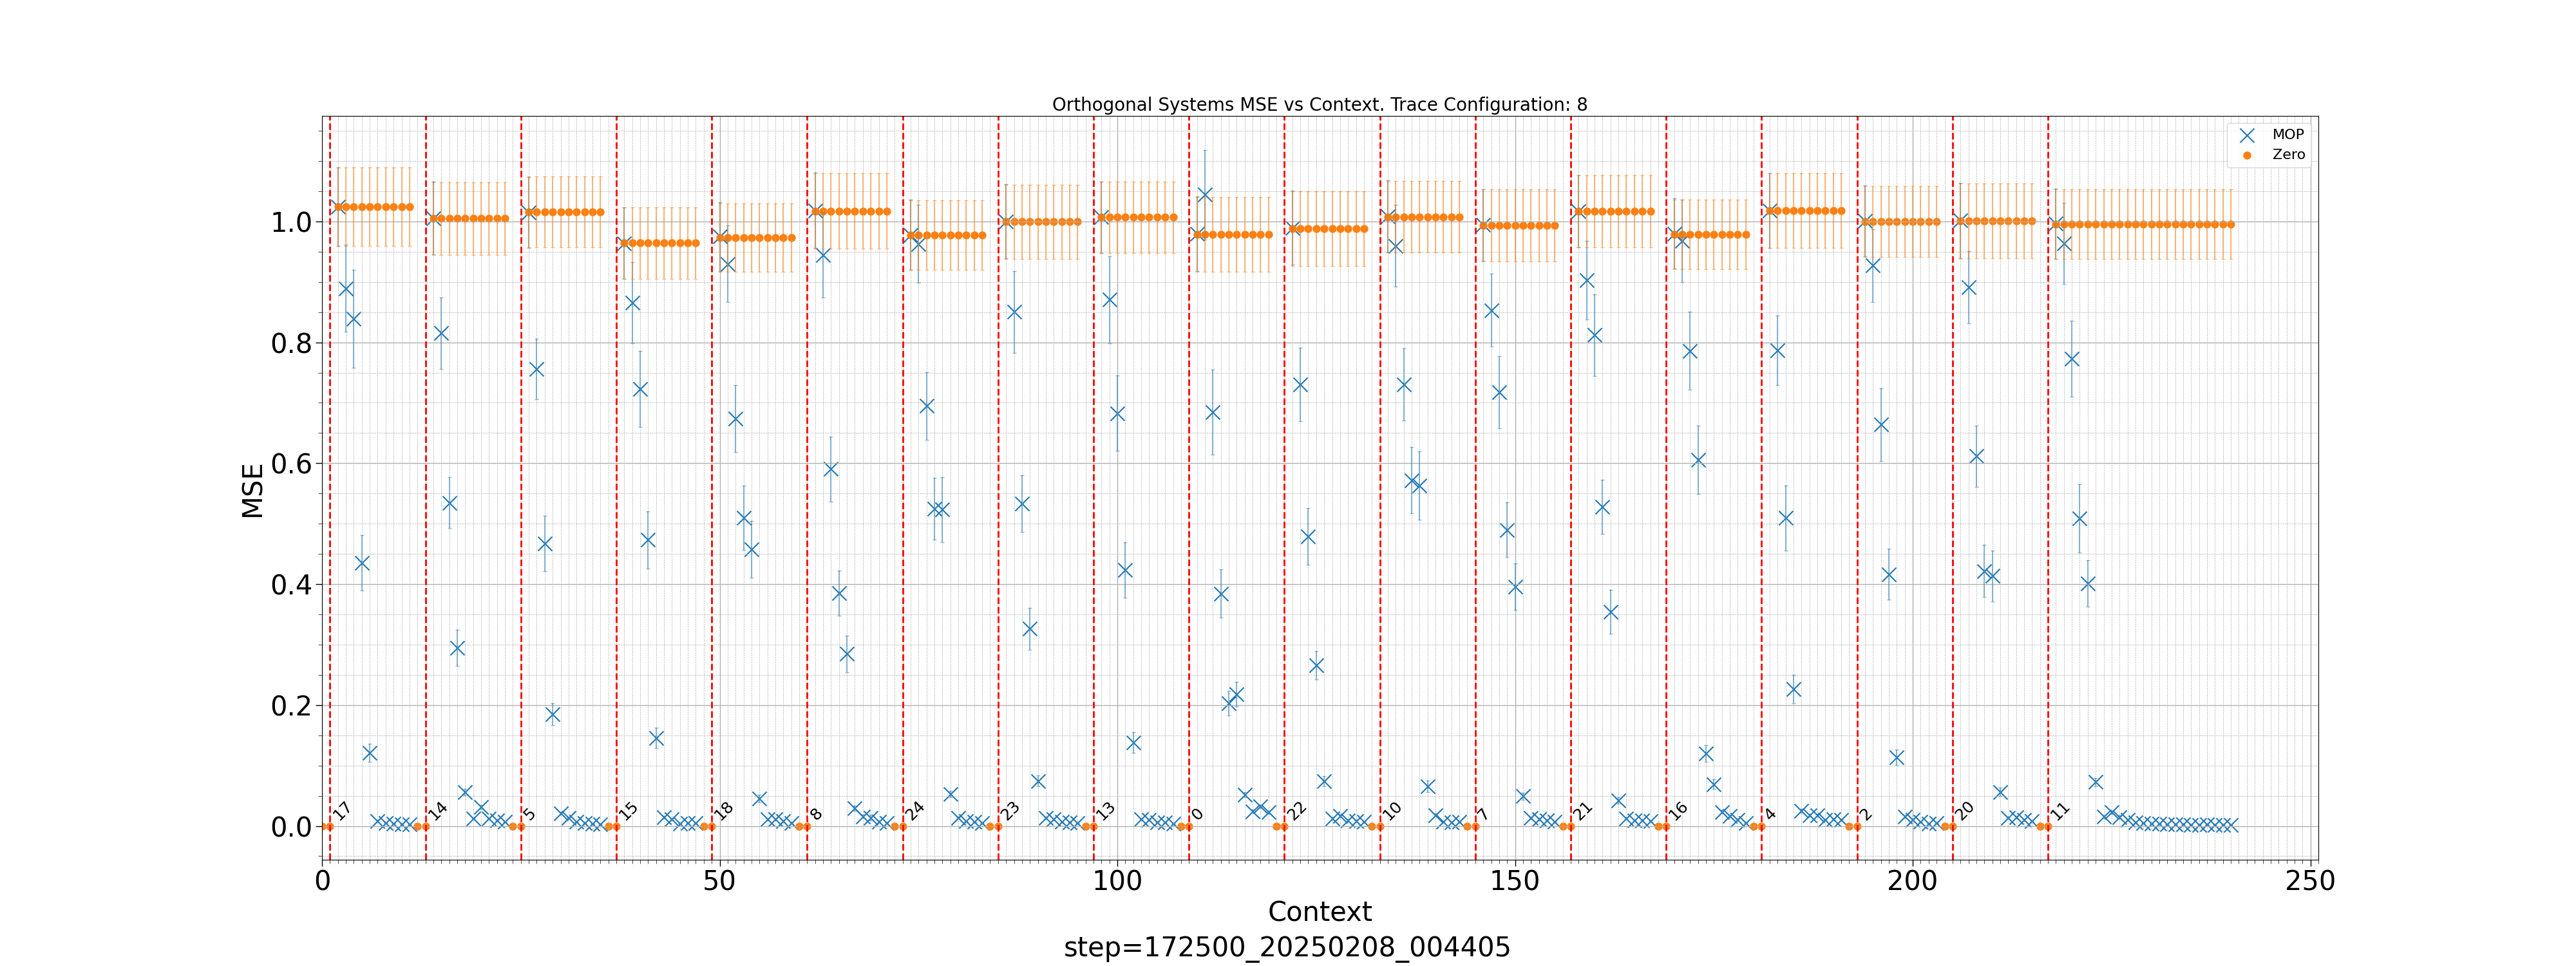 Orthogonal Systems MSE vs Context. Trace Configuration: 8
MOP
Zero
MSE
1.0
0.8
0.6
0.4
0.2
0.0
17 14 5 15 18 8 24 23 13 0 22 10 7 21 16 4 2 20 11
0 50 100 150 200 250
Context
step=172500_20250208_004405